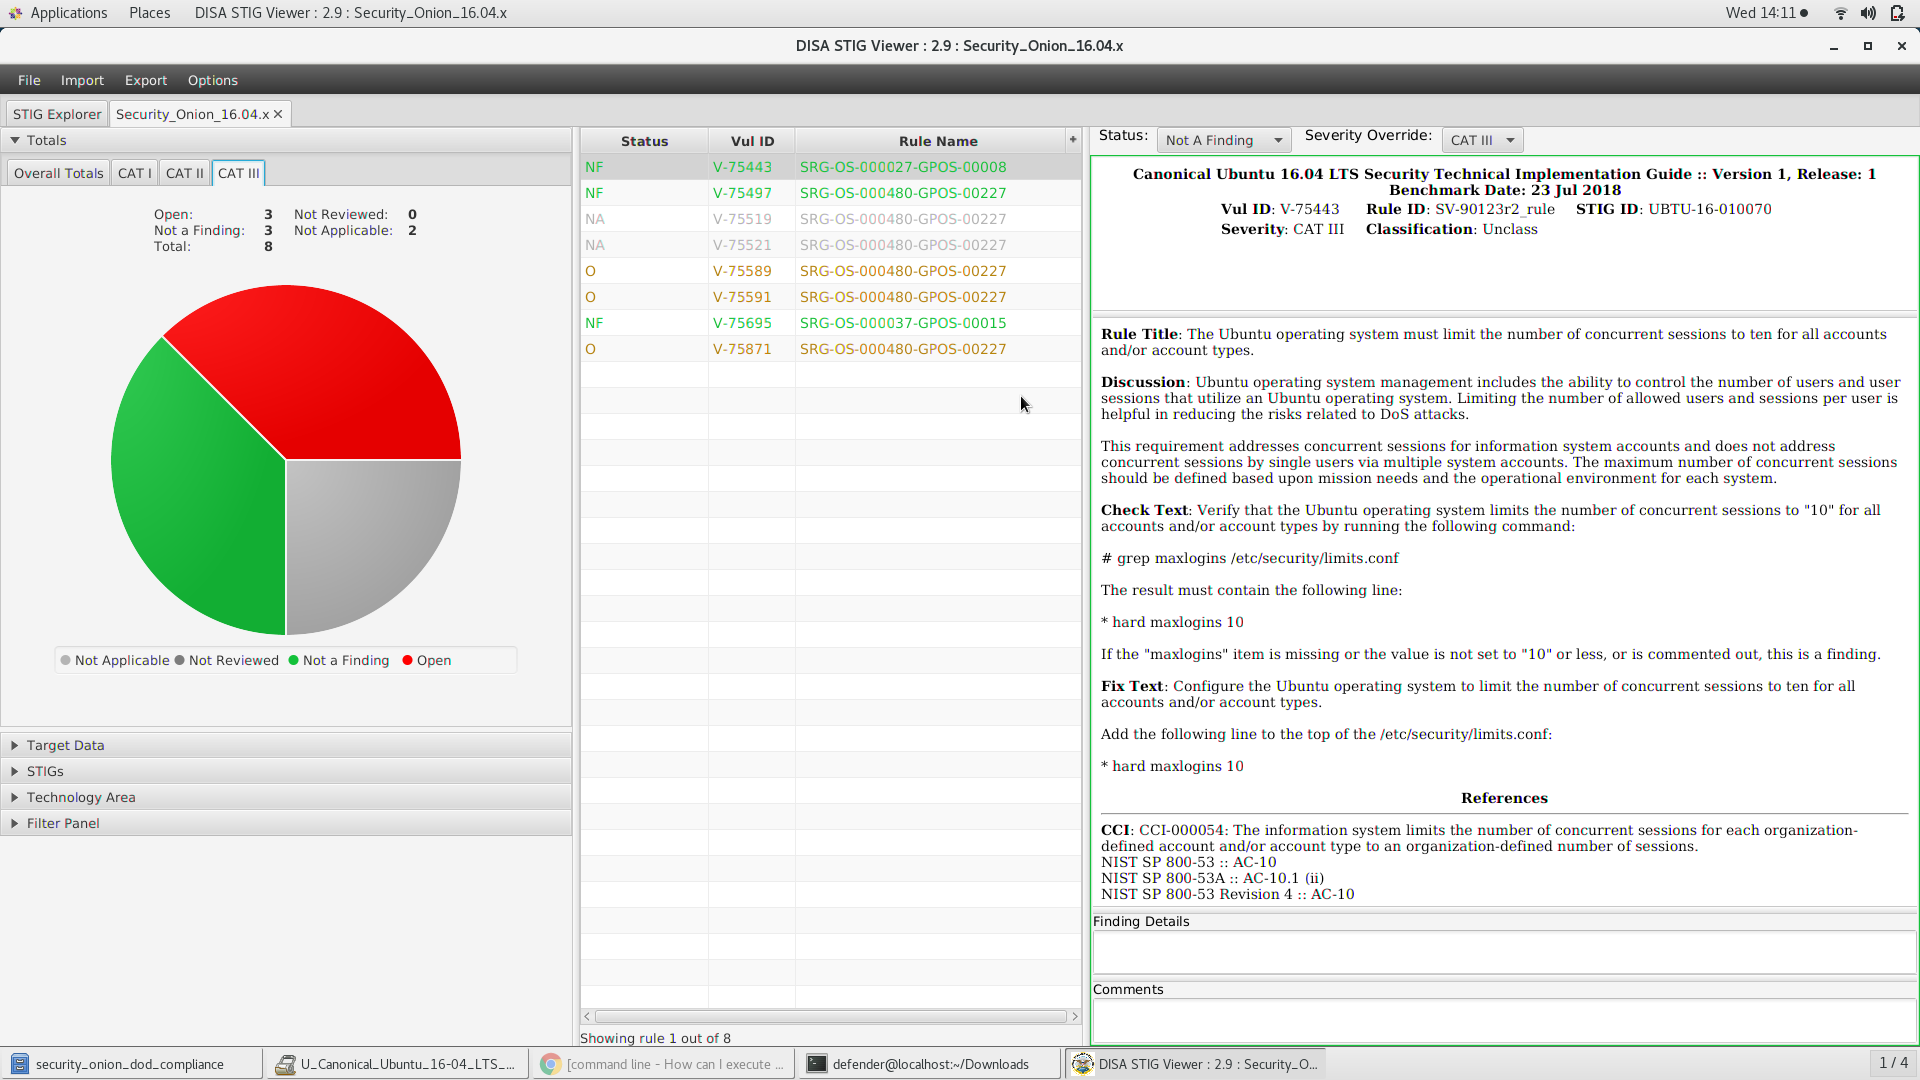 Applications Places DISA STIG Viewer : 2.9 : Security_Onion_16.04.x Wed 14:11
DISA STIG Viewer : 2.9 : Security_Onion_16.04.x
File Import Export Options
STIG Explorer Security_Onion_16.04.x
Totals
Overall Totals CAT I CAT II CAT III
Open: 3 Not Reviewed: 0
Not a Finding: 3 Not Applicable: 2
Total: 8
Not Applicable Not Reviewed Not a Finding Open
Target Data
STIGs
Technology Area
Filter Panel
Status Vul ID Rule Name +
NF V-75443 SRG-OS-000027-GPOS-00008
NF V-75497 SRG-OS-000480-GPOS-00227
NA V-75519 SRG-OS-000480-GPOS-00227
NA V-75521 SRG-OS-000480-GPOS-00227
O V-75589 SRG-OS-000480-GPOS-00227
O V-75591 SRG-OS-000480-GPOS-00227
NF V-75695 SRG-OS-000037-GPOS-00015
O V-75871 SRG-OS-000480-GPOS-00227
Showing rule 1 out of 8
Status: Not A Finding Severity Override: CAT III
Canonical Ubuntu 16.04 LTS Security Technical Implementation Guide :: Version 1, Release: 1
Benchmark Date: 23 Jul 2018
Vul ID: V-75443 Rule ID: SV-90123r2_rule STIG ID: UBTU-16-010070
Severity: CAT III Classification: Unclass
Rule Title: The Ubuntu operating system must limit the number of concurrent sessions to ten for all accounts
and/or account types.
Discussion: Ubuntu operating system management includes the ability to control the number of users and user
sessions that utilize an Ubuntu operating system. Limiting the number of allowed users and sessions per user is
helpful in reducing the risks related to DoS attacks.
This requirement addresses concurrent sessions for information system accounts and does not address
concurrent sessions by single users via multiple system accounts. The maximum number of concurrent sessions
should be defined based upon mission needs and the operational environment for each system.
Check Text: Verify that the Ubuntu operating system limits the number of concurrent sessions to "10" for all
accounts and/or account types by running the following command:
# grep maxlogins /etc/security/limits.conf
The result must contain the following line:
* hard maxlogins 10
If the "maxlogins" item is missing or the value is not set to "10" or less, or is commented out, this is a finding.
Fix Text: Configure the Ubuntu operating system to limit the number of concurrent sessions to ten for all
accounts and/or account types.
Add the following line to the top of the /etc/security/limits.conf:
* hard maxlogins 10
References
CCI: CCI-000054: The information system limits the number of concurrent sessions for each organization-
defined account and/or account type to an organization-defined number of sessions.
NIST SP 800-53 :: AC-10
NIST SP 800-53A :: AC-10.1 (ii)
NIST SP 800-53 Revision 4 :: AC-10
Finding Details
Comments
security_onion_dod_compliance U_Canonical_Ubuntu_16-04_LTS_... [command line - How can I execute ... defender@localhost:~/Downloads DISA STIG Viewer : 2.9 : Security_O... 1 / 4